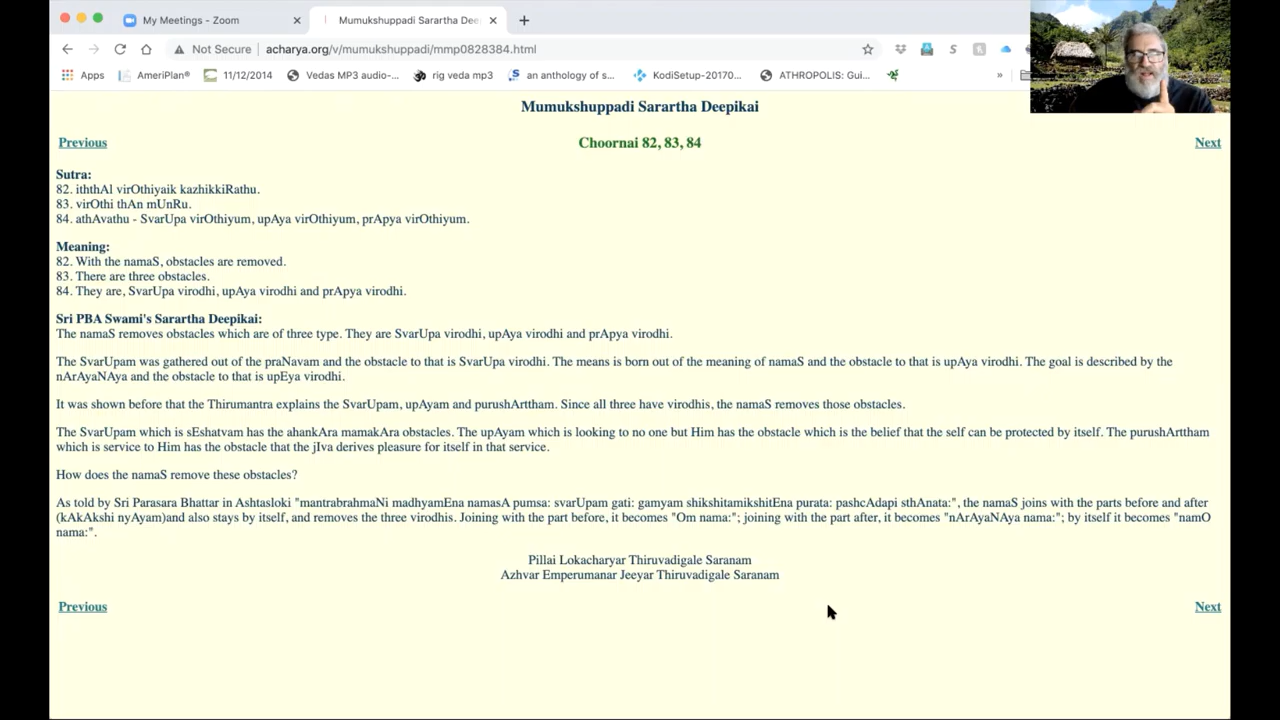 My Meetings - Zoom
Mumukshuppadi Sarartha Dee
Not Secure
acharya.org/v/mumukshuppadi/mmp0828384.html
Apps
AmeriPlan®
11/12/2014
Vedas MP3 audio-...
rig veda mp3
an anthology of s...
KodiSetup-20170...
ATHROPOLIS: Gui...
»
Mumukshuppadi Sarartha Deepikai
Previous
Choornai 82, 83, 84
Next
Sutra:
82. iththAl virOthiyaik kazhikkiRathu.
83. virOthi thAn mUnRu.
84. athAvathu - SvarUpa virOthiyum, upAya virOthiyum, prApya virOthiyum.
Meaning:
82. With the namaS, obstacles are removed.
83. There are three obstacles.
84. They are, SvarUpa virodhi, upAya virodhi and prApya virodhi.
Sri PBA Swami's Sarartha Deepikai:
The namaS removes obstacles which are of three type. They are SvarUpa virodhi, upAya virodhi and prApya virodhi.
The SvarUpam was gathered out of the praNavam and the obstacle to that is SvarUpa virodhi. The means is born out of the meaning of namaS and the obstacle to that is upAya virodhi. The goal is described by the
nArAyaNAya and the obstacle to that is upEya virodhi.
It was shown before that the Thirumantra explains the SvarUpam, upAyam and purushArttham. Since all three have virodhis, the namaS removes those obstacles.
The SvarUpam which is sEshatvam has the ahankAra mamakAra obstacles. The upAyam which is looking to no one but Him has the obstacle which is the belief that the self can be protected by itself. The purushArttham
which is service to Him has the obstacle that the jIva derives pleasure for itself in that service.
How does the namaS remove these obstacles?
As told by Sri Parasara Bhattar in Ashtasloki "mantrabrahmaNi madhyamEna namasA pumsa: svarUpam gati: gamyam shikshitamikshitEna purata: pashcAdapi sthAnata:", the namaS joins with the parts before and after
(kAkAkshi nyAyam)and also stays by itself, and removes the three virodhis. Joining with the part before, it becomes "Om nama:"; joining with the part after, it becomes "nArAyaNAya nama:"; by itself it becomes "namO
nama:".
Pillai Lokacharyar Thiruvadigale Saranam
Azhvar Emperumanar Jeeyar Thiruvadigale Saranam
Previous
Next